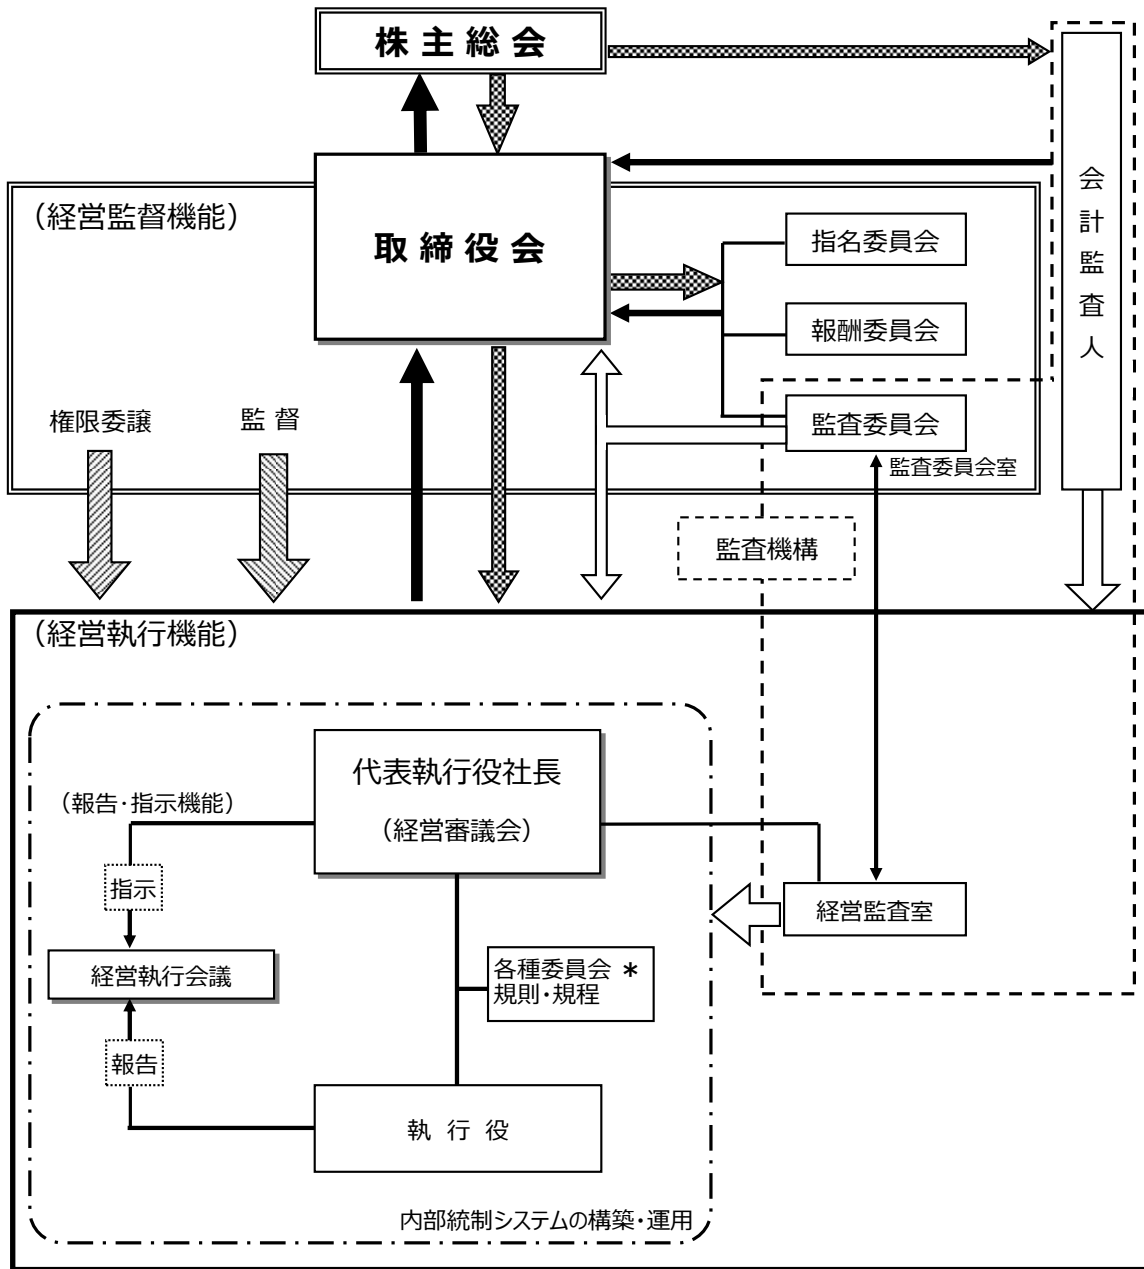 株主総会
会計監査人
(経営監督機能)
取締役会
指名委員会
報酬委員会
権限委譲
監督
監査委員会
監査委員会室
監査機構
(経営執行機能)
代表執行役社長
(経営審議会)
(報告・指示機能)
指示
経営監査室
経営執行会議
各種委員会 *
規則・規程
報告
執行役
内部統制システムの構築・運用